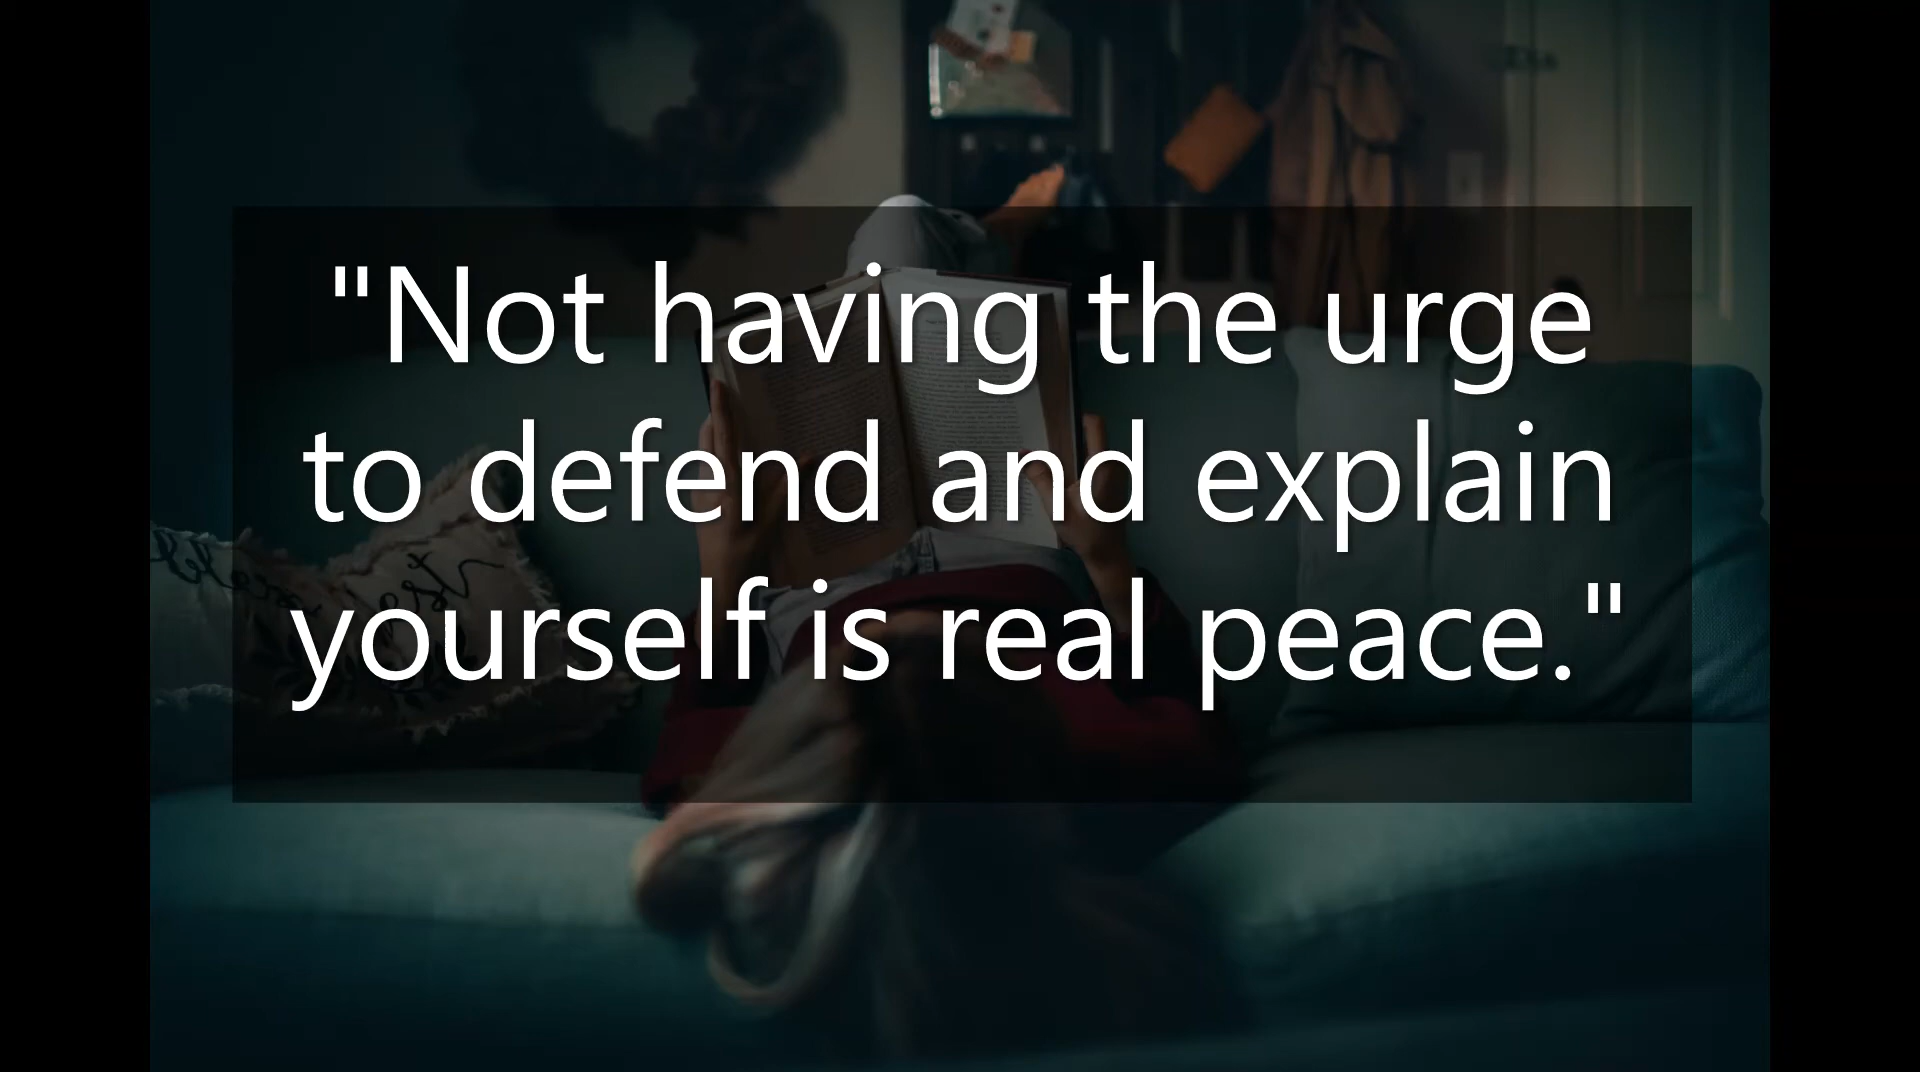 "Not having the urge
to defend and explain
yourself is real peace."